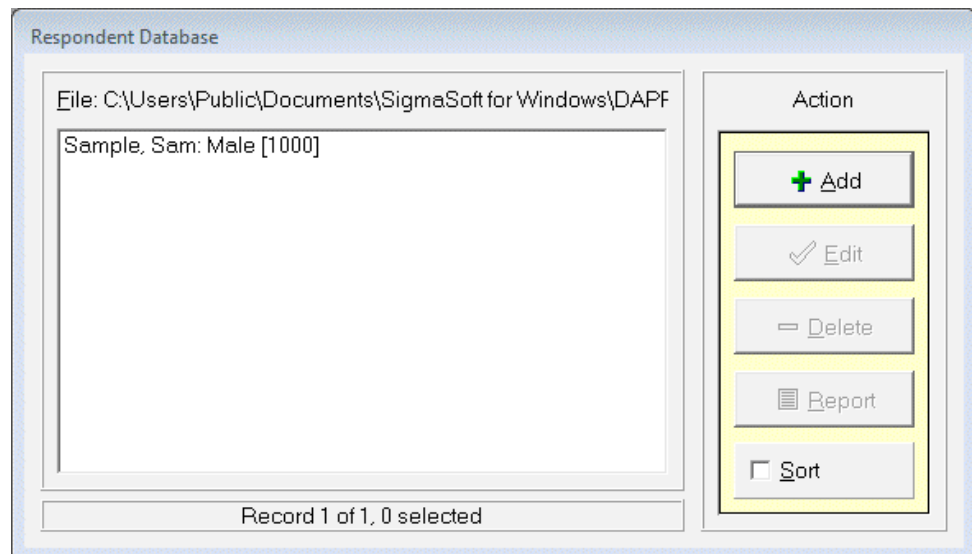 Respondent Database
File: C:\Users\Public\Documents\SigmaSoft for Windows\DAPF
Action
Sample, Sam: Male [1000]
Add
Edit
Delete
Report
Sort
Record 1 of 1, 0 selected